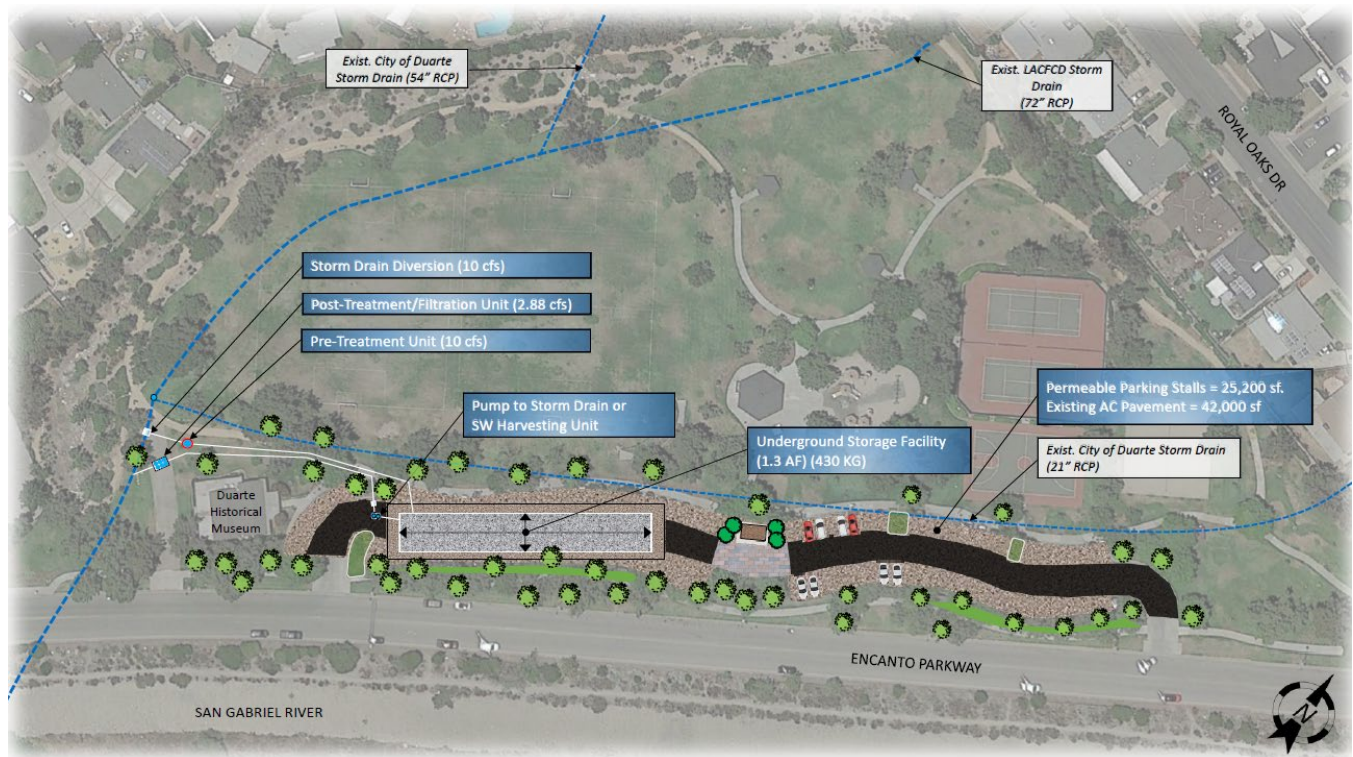 Exist. City of Duarte
Storm Drain (54" RCP)
Exist. LACFCD Storm
Drain
(72" RCP)
ROYAL OAKS DR
Storm Drain Diversion (10 cfs)
Post-Treatment/Filtration Unit (2.88 cfs)
Pre-Treatment Unit (10 cfs)
Pump to Storm Drain or
SW Harvesting Unit
Permeable Parking Stalls = 25,200 sf.
Existing AC Pavement = 42,000 sf
Underground Storage Facility
(1.3 AF) (430 KG)
Exist. City of Duarte Storm Drain
(21" RCP)
Duarte
Historical
Museum
ENCANTO PARKWAY
SAN GABRIEL RIVER
N